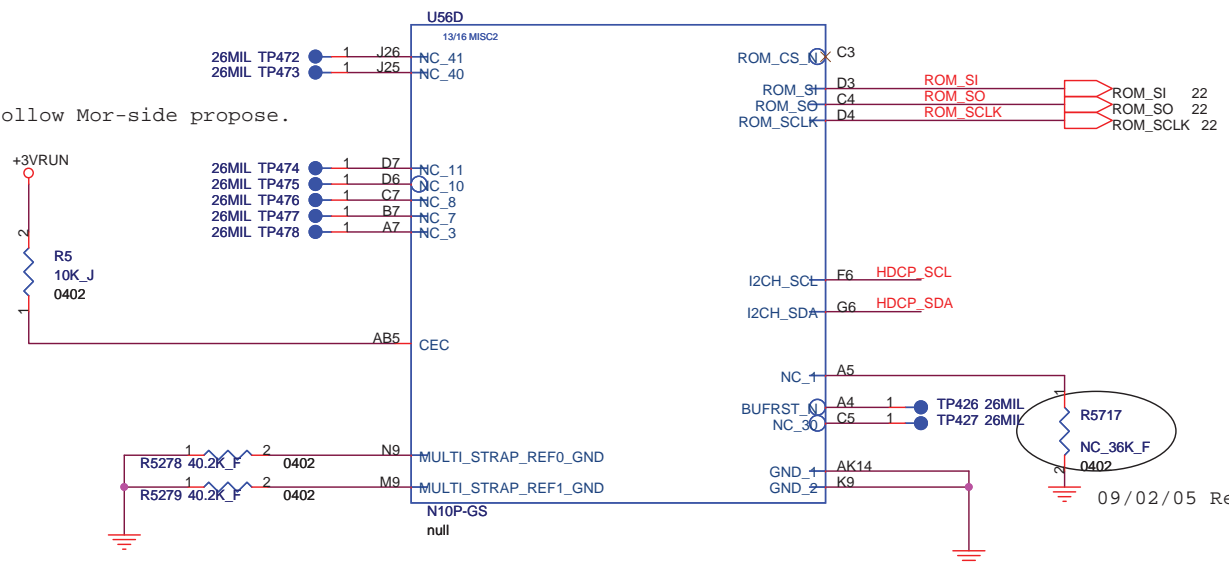 U56D
13/16 MISC2
26MIL TP472 1 J26 NC_41
26MIL TP473 1 J25 NC_40
ROM_CS_N C3
ROM_SI D3 ROM_SI ROM_SI 22
ROM_SO C4 ROM_SO ROM_SO 22
ROM_SCLK D4 ROM_SCLK ROM_SCLK 22
ollow Mor-side propose.
+3VRUN
26MIL TP474 1 D7 NC_11
26MIL TP475 1 D6 NC_10
26MIL TP476 1 C7 NC_8
26MIL TP477 1 B7 NC_7
26MIL TP478 1 A7 NC_3
2
R5
10K_J
0402
1
I2CH_SCL F6 HDCP_SCL
I2CH_SDA G6 HDCP_SDA
AB5 CEC
NC_1 A5
BUFRST_N A4 1 TP426 26MIL
NC_30 C5 1 TP427 26MIL
1
R5717
NC_36K_F
0402
2
1 2 N9 MULTI_STRAP_REF0_GND
R5278 40.2K_F 0402
1 2 M9 MULTI_STRAP_REF1_GND
R5279 40.2K_F 0402
GND_1 AK14
GND_2 K9
09/02/05 Re
N10P-GS
null